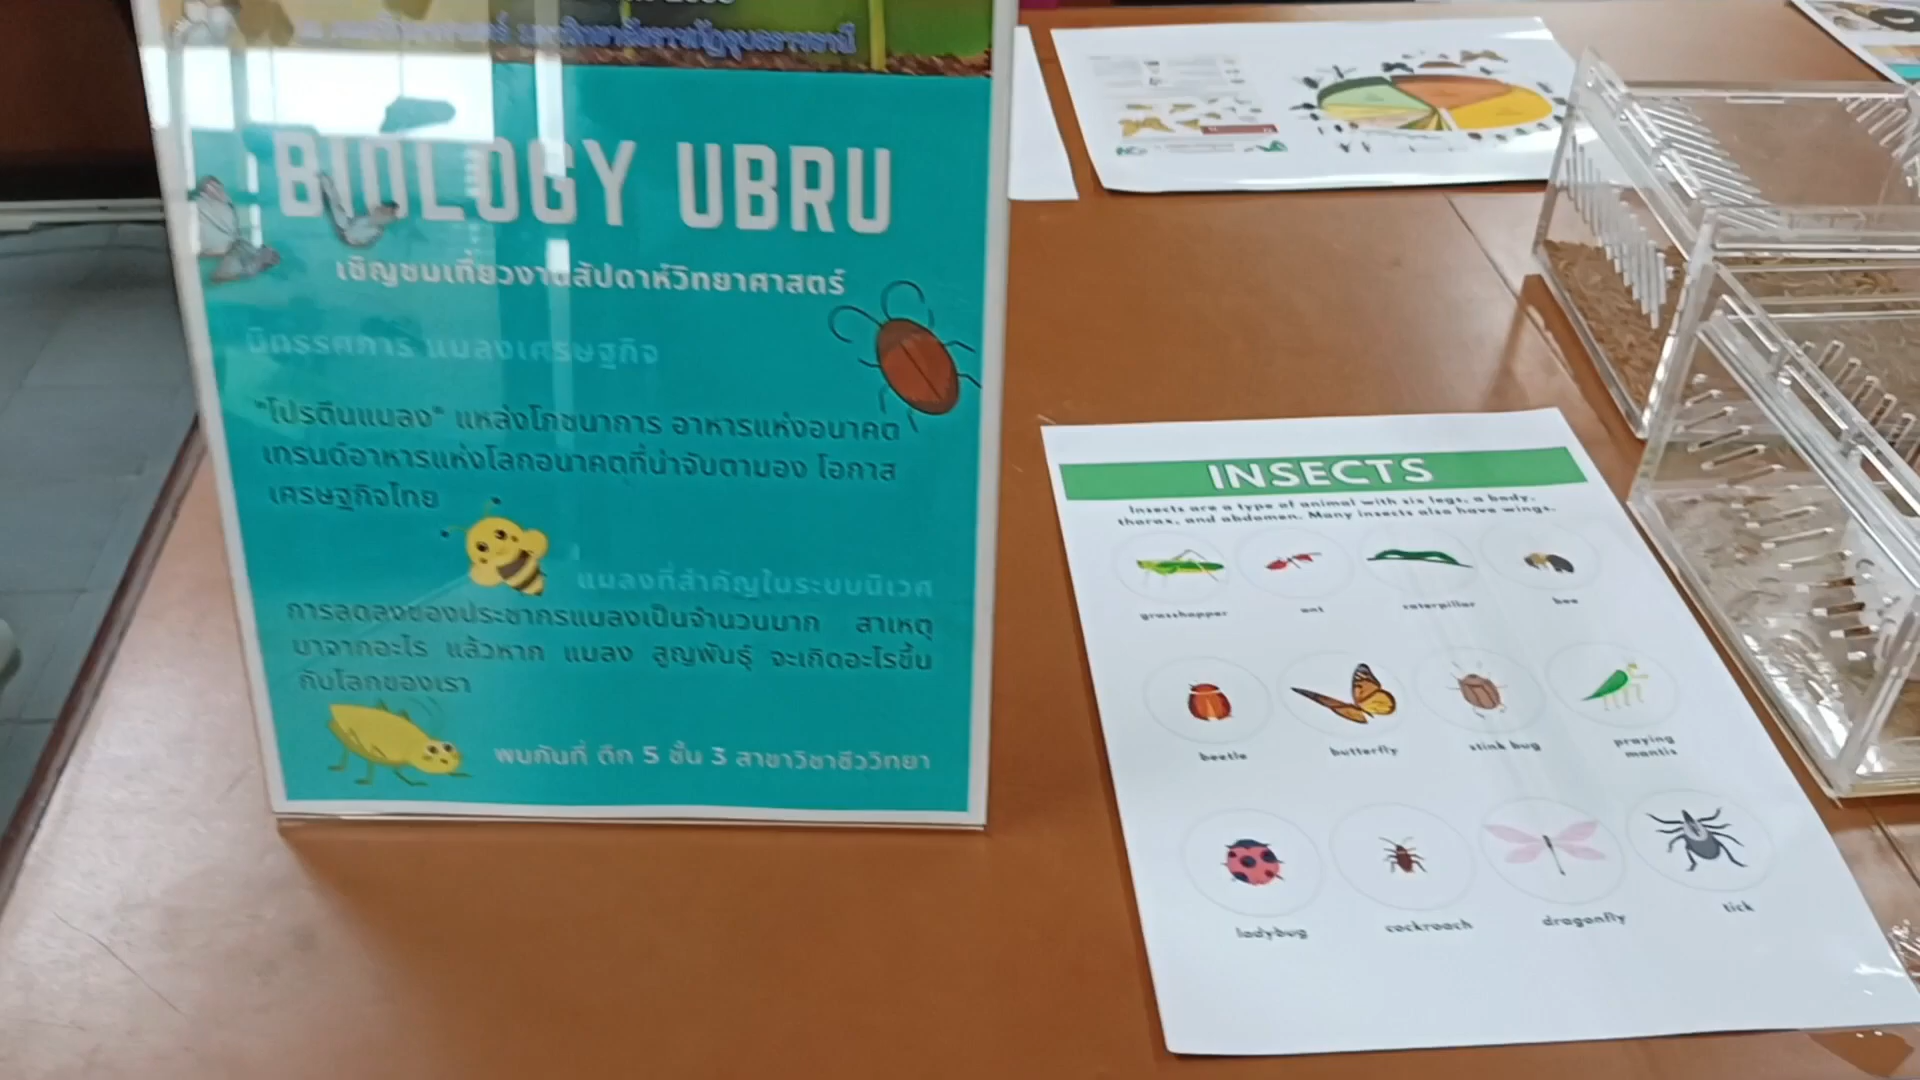 BIOLOGY UBRU
เชิญชมเที่ยวงานสัปดาห์วิทยาศาสตร์
นิทรรศการ แมลงเศรษฐกิจ
"โปรตีนแมลง" แหล่งโภชนาการ อาหารแห่งอนาคต
เทรนด์อาหารแห่งโลกอนาคตที่น่าจับตามอง โอกาส
เศรษฐกิจไทย
แมลงที่สำคัญในระบบนิเวศ
การลดลงของประชากรแมลงเป็นจำนวนมาก สาเหตุ
มาจากอะไร แล้วหาก แมลง สูญพันธุ์ จะเกิดอะไรขึ้น
กับโลกของเรา
พบกันที่ ตึก 5 ชั้น 3 สาขาวิชาชีววิทยา
INSECTS
Insects are a type of animal with six legs, a body,
thorax, and abdomen. Many insects also have wings.
grasshopper ant caterpillar bee
beetle butterfly stink bug praying mantis
ladybug cockroach dragonfly tick